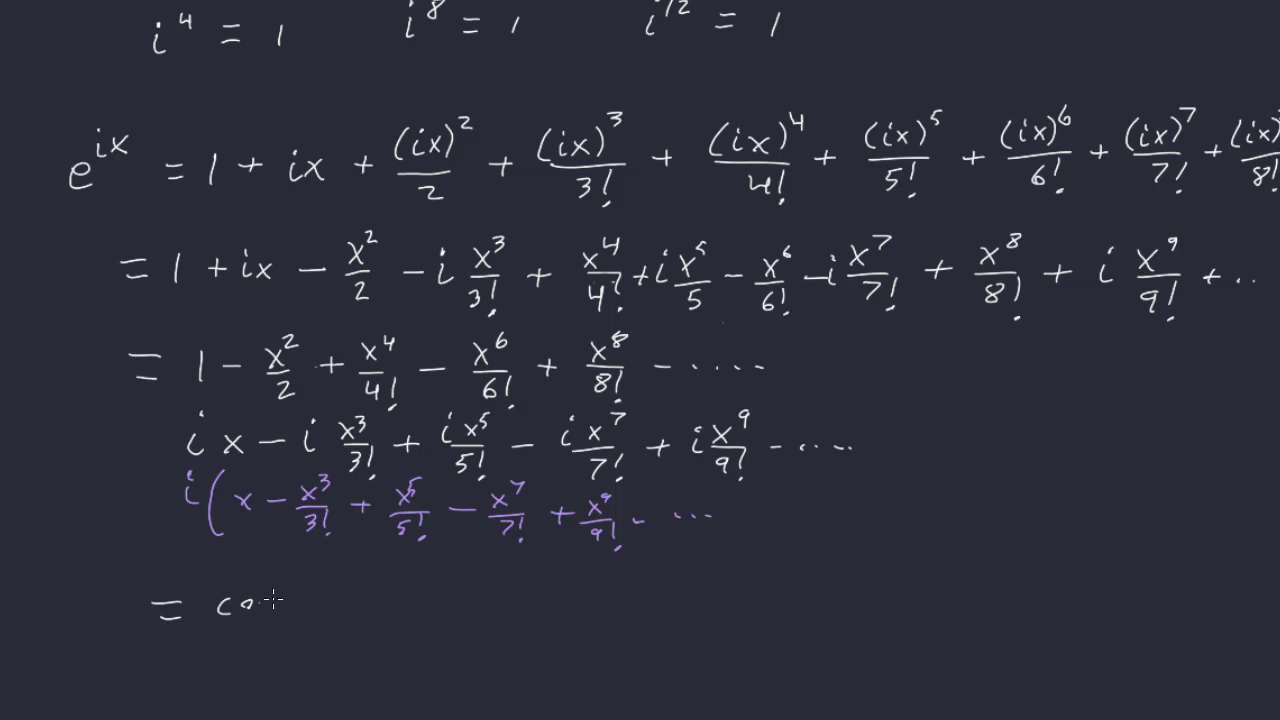 i^4 = 1 i^8 = 1 i^12 = 1
e^ix = 1 + ix + (ix)^2/2 + (ix)^3/3! + (ix)^4/4! + (ix)^5/5! + (ix)^6/6! + (ix)^7/7! + (ix)/8!
= 1 + ix - x^2/2 - i x^3/3! + x^4/4! + i x^5/5 - x^6/6! - i x^7/7! + x^8/8! + i x^9/9! + ..
= 1 - x^2/2 + x^4/4! - x^6/6! + x^8/8! - .....
i x - i x^3/3! + i x^5/5! - i x^7/7! + i x^9/9! - .....
i(x - x^3/3! + x^5/5! - x^7/7! + x^9/9! - ...
= co